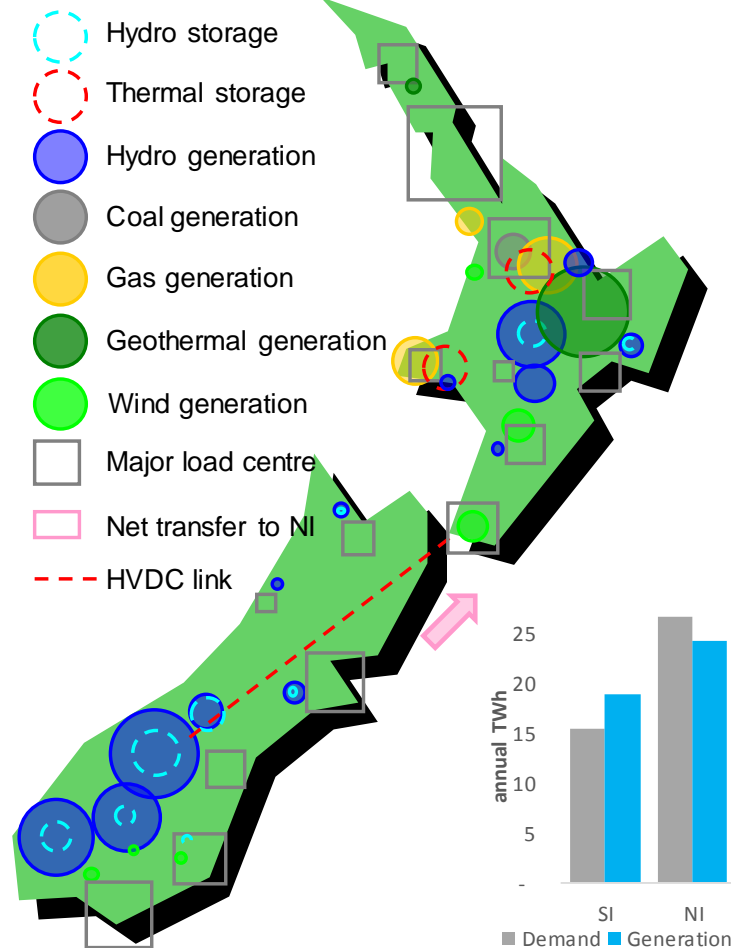 Hydro storage
Thermal storage
Hydro generation
Coal generation
Gas generation
Geothermal generation
Wind generation
Major load centre
Net transfer to NI
HVDC link
annual TWh
25
20
15
10
5
-
SI NI
Demand Generation